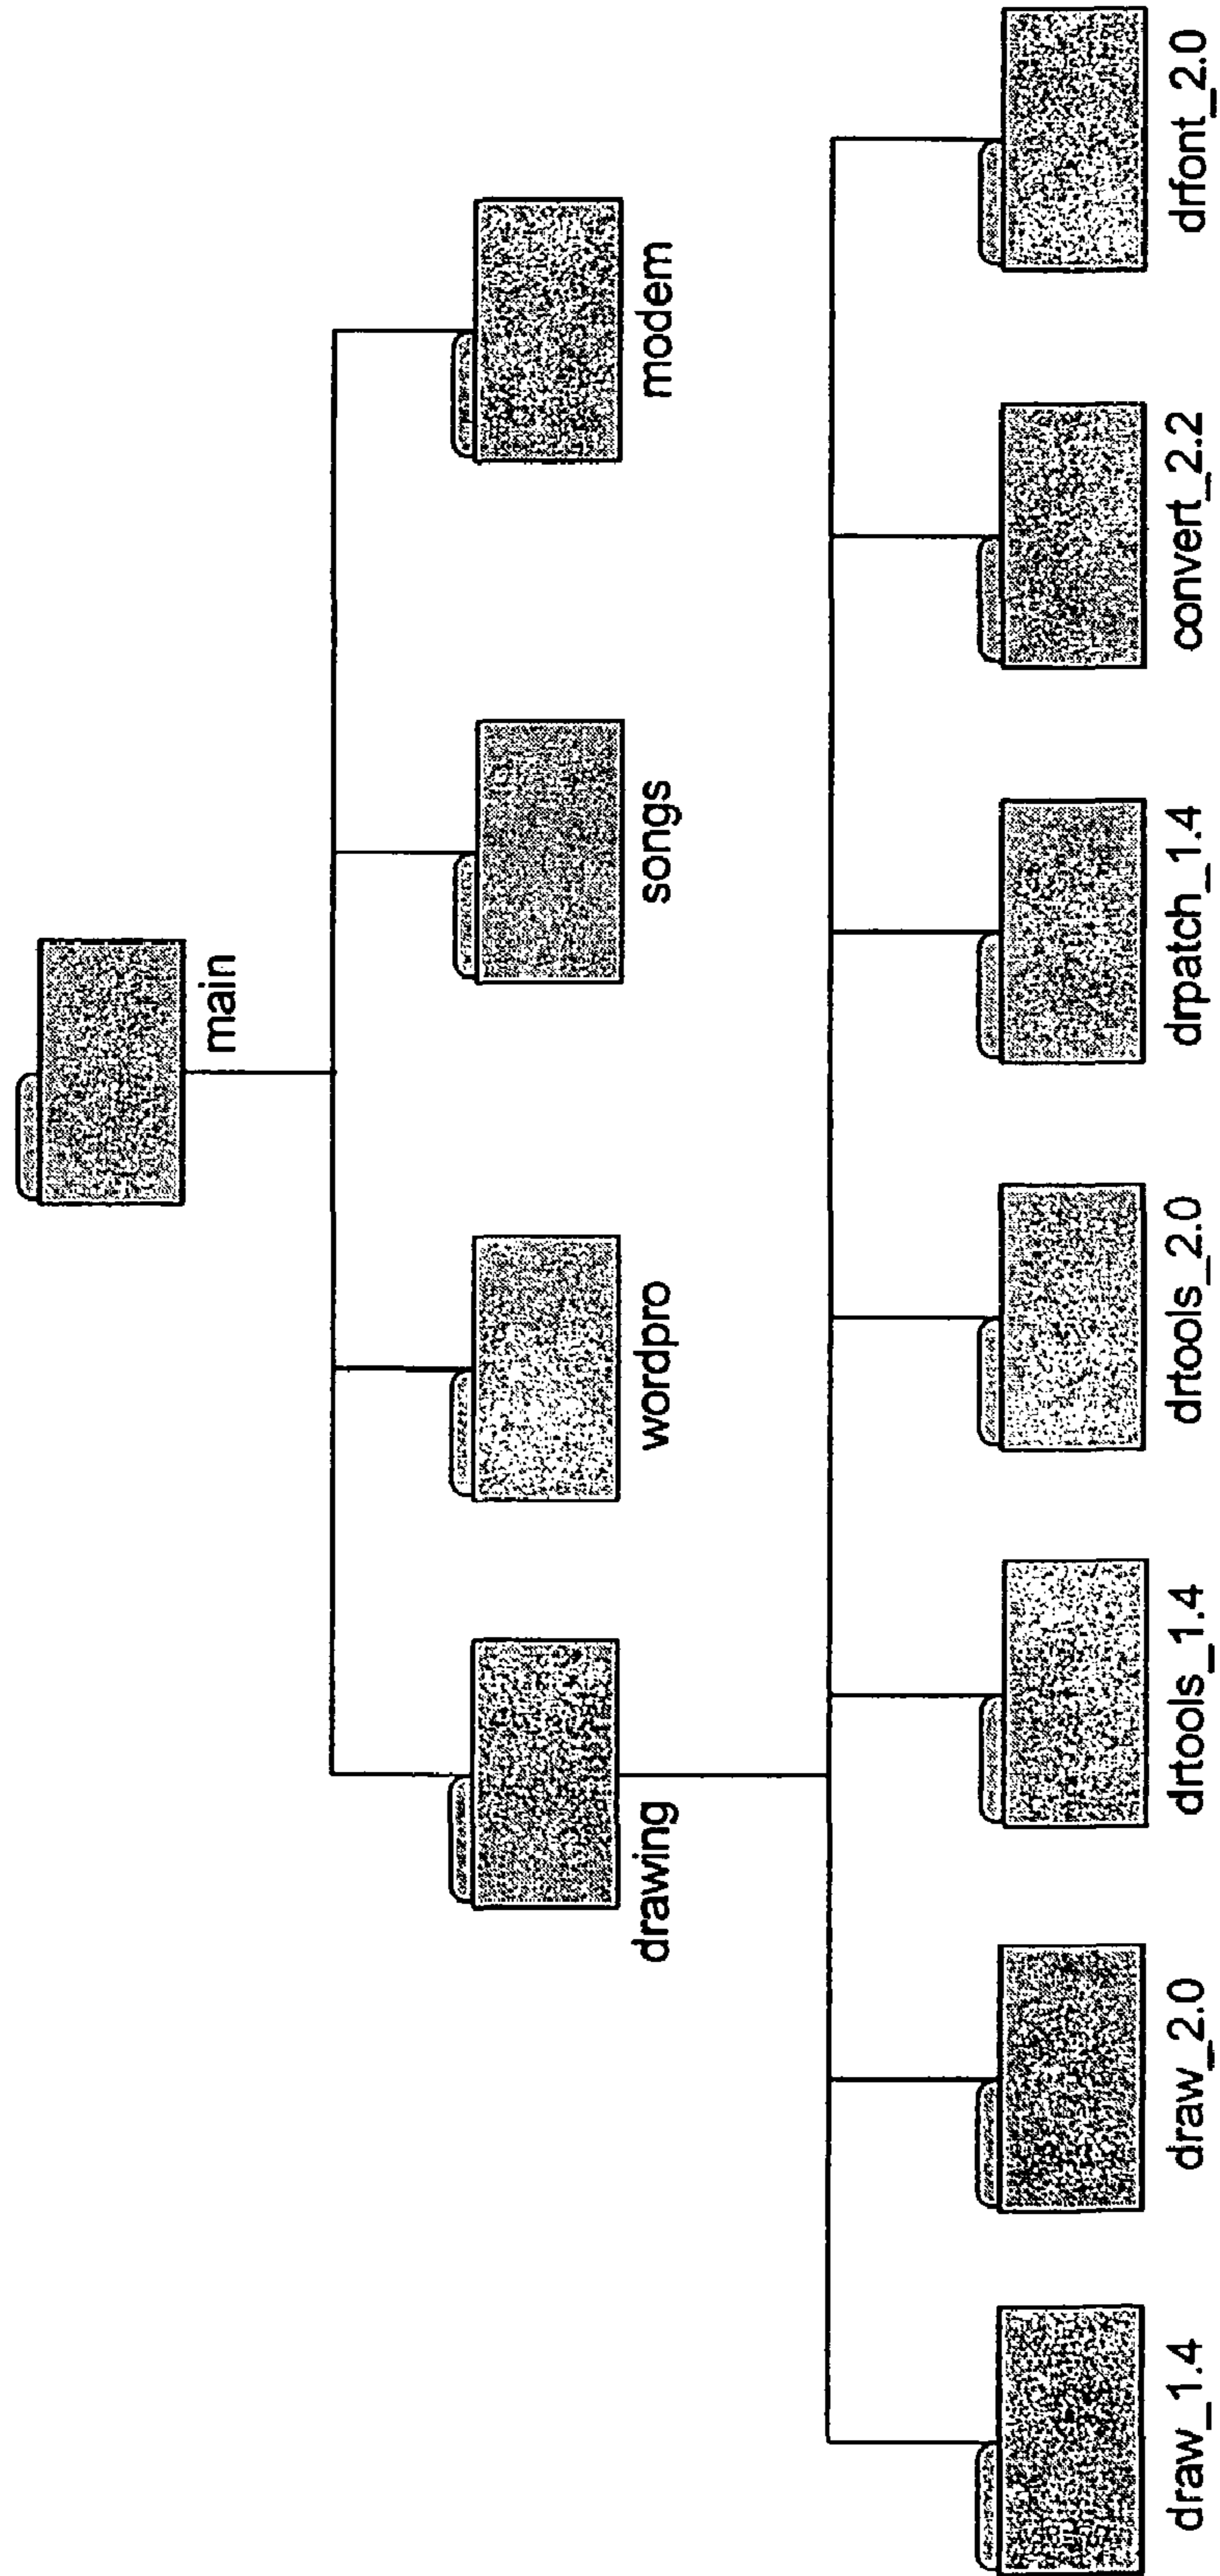 main
drawing
wordpro
songs
modem
draw_1.4
draw_2.0
drtools_1.4
drtools_2.0
drpatch_1.4
convert_2.2
drfont_2.0